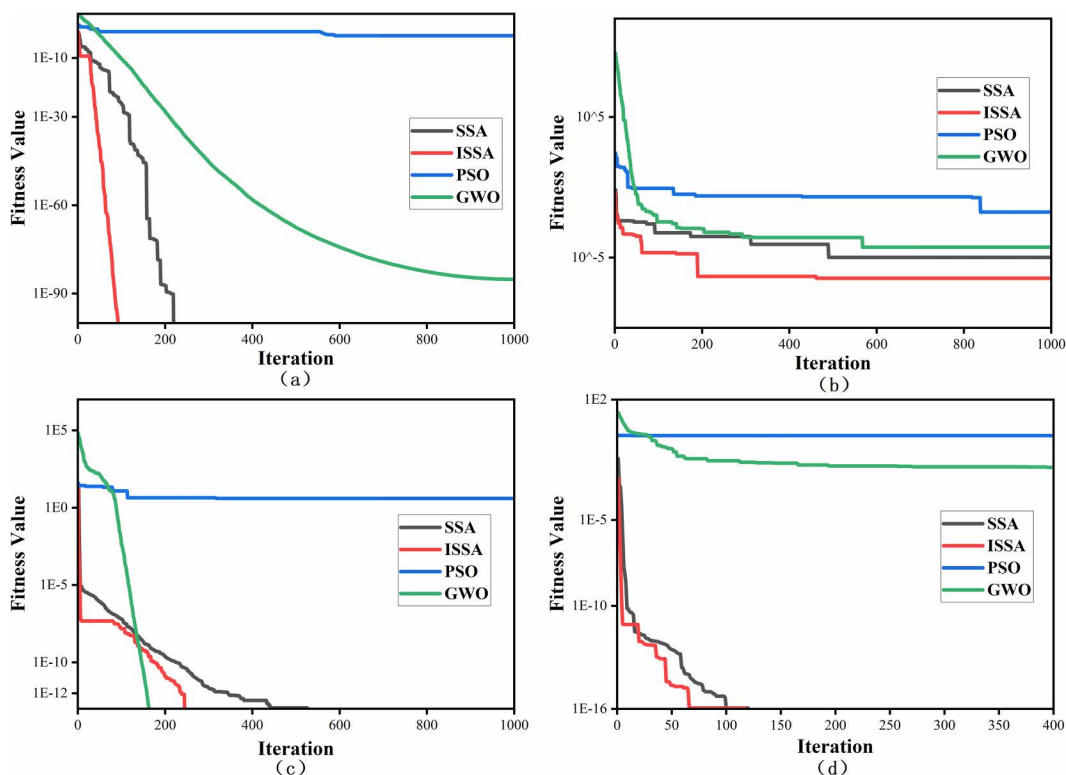 Fitness Value
1E-10
1E-30
1E-60
1E-90
SSA
ISSA
PSO
GWO
0
200
400
600
800
1000
Iteration
（a）
Fitness Value
10^5
10^-5
SSA
ISSA
PSO
GWO
0
200
400
600
800
1000
Iteration
（b）
Fitness Value
1E5
1E0
1E-5
1E-10
1E-12
SSA
ISSA
PSO
GWO
0
200
400
600
800
1000
Iteration
（c）
Fitness Value
1E2
1E-5
1E-10
1E-16
SSA
ISSA
PSO
GWO
0
50
100
150
200
250
300
350
400
Iteration
（d）